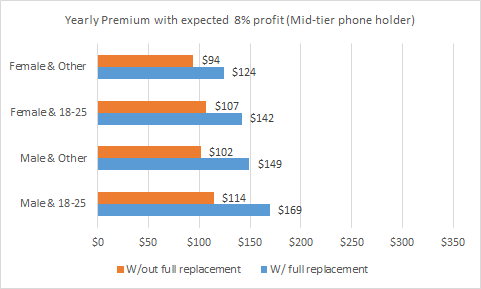 Yearly Premium with expected 8% profit (Mid-tier phone holder)
Female & Other
$94
$124
Female & 18-25
$107
$142
Male & Other
$102
$149
Male & 18-25
$114
$169
$0 $50 $100 $150 $200 $250 $300 $350
W/out full replacement W/ full replacement